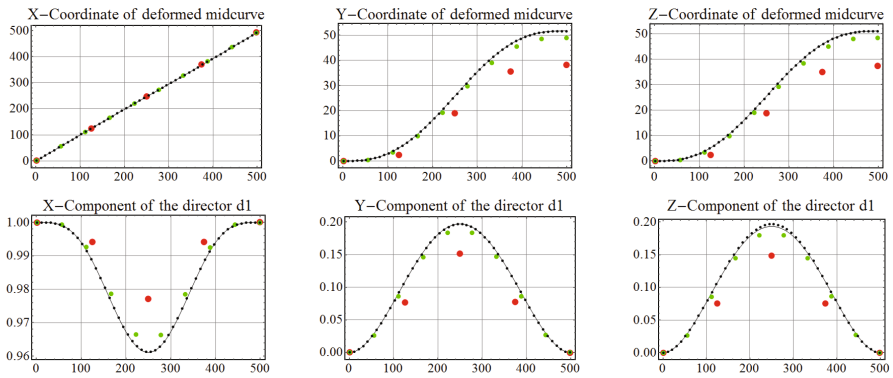 X−Coordinate of deformed midcurve
500
400
300
200
100
0
0 100 200 300 400 500
Y−Coordinate of deformed midcurve
50
40
30
20
10
0
0 100 200 300 400 500
Z−Coordinate of deformed midcurve
50
40
30
20
10
0
0 100 200 300 400 500
X−Component of the director d1
1.00
0.99
0.98
0.97
0.96
0 100 200 300 400 500
Y−Component of the director d1
0.20
0.15
0.10
0.05
0.00
0 100 200 300 400 500
Z−Component of the director d1
0.20
0.15
0.10
0.05
0.00
0 100 200 300 400 500